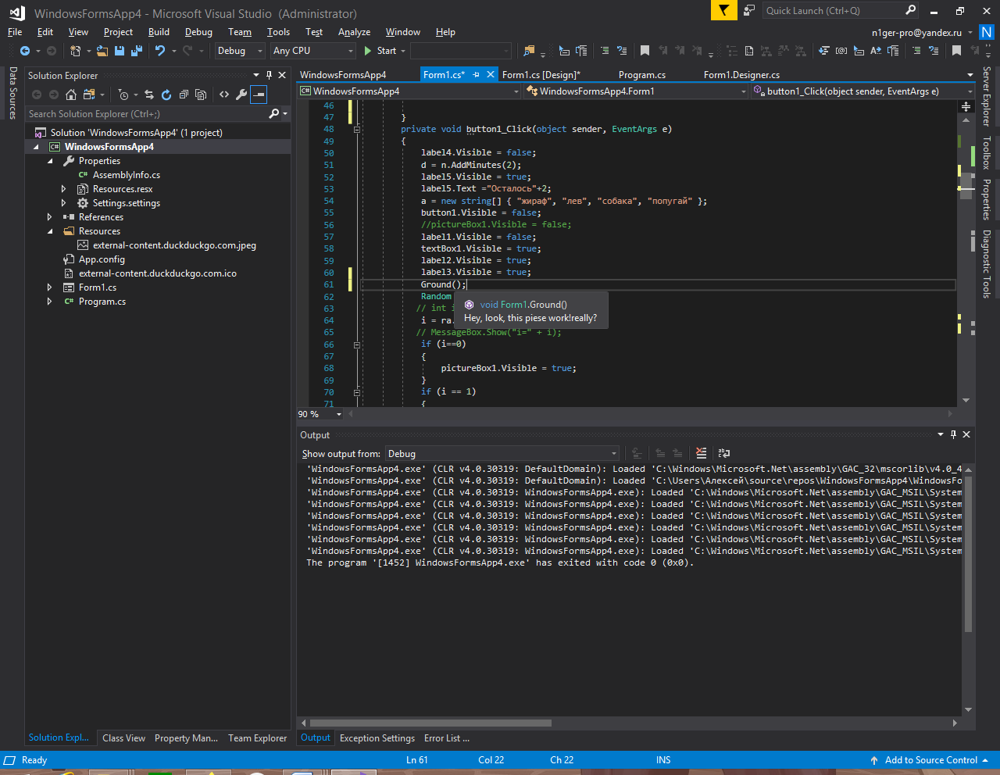 WindowsFormsApp4 - Microsoft Visual Studio (Administrator)
Quick Launch (Ctrl+Q)
File Edit View Project Build Debug Team Tools Test Analyze Window Help
n1ger-pro@yandex.ru N
Debug Any CPU Start
Data Sources
Solution Explorer
Search Solution Explorer (Ctrl+;)
Solution 'WindowsFormsApp4' (1 project)
WindowsFormsApp4
Properties
AssemblyInfo.cs
Resources.resx
Settings.settings
References
Resources
external-content.duckduckgo.com.jpeg
App.config
external-content.duckduckgo.com.ico
Form1.cs
Program.cs
Solution Expl... Class View Property Man... Team Explorer
WindowsFormsApp4 Form1.cs* Form1.cs [Design]* Program.cs Form1.Designer.cs
WindowsFormsApp4 WindowsFormsApp4.Form1 button1_Click(object sender, EventArgs e)
46
47 }
48 private void button1_Click(object sender, EventArgs e)
49 {
50 label4.Visible = false;
51 d = n.AddMinutes(2);
52 label5.Visible = true;
53 label5.Text ="Осталось"+2;
54 a = new string[] { "жираф", "лев", "собака", "попугай" };
55 button1.Visible = false;
56 //pictureBox1.Visible = false;
57 label1.Visible = false;
58 textBox1.Visible = true;
59 label2.Visible = true;
60 label3.Visible = true;
61 Ground();
62 Random
63 // int i
64 i = ra.
65 // MessageBox.Show("i=" + i);
66 if (i==0)
67 {
68 pictureBox1.Visible = true;
69 }
70 if (i == 1)
71 {
void Form1.Ground()
Hey, look, this piese work!really?
90 %
Server Explorer
Toolbox
Properties
Diagnostic Tools
Output
Show output from: Debug
'WindowsFormsApp4.exe' (CLR v4.0.30319: DefaultDomain): Loaded 'C:\Windows\Microsoft.Net\assembly\GAC_32\mscorlib\v4.0_4
'WindowsFormsApp4.exe' (CLR v4.0.30319: DefaultDomain): Loaded 'C:\Users\Алексей\source\repos\WindowsFormsApp4\WindowsFo
'WindowsFormsApp4.exe' (CLR v4.0.30319: WindowsFormsApp4.exe): Loaded 'C:\Windows\Microsoft.Net\assembly\GAC_MSIL\System
'WindowsFormsApp4.exe' (CLR v4.0.30319: WindowsFormsApp4.exe): Loaded 'C:\Windows\Microsoft.Net\assembly\GAC_MSIL\System
'WindowsFormsApp4.exe' (CLR v4.0.30319: WindowsFormsApp4.exe): Loaded 'C:\Windows\Microsoft.Net\assembly\GAC_MSIL\System
'WindowsFormsApp4.exe' (CLR v4.0.30319: WindowsFormsApp4.exe): Loaded 'C:\Windows\Microsoft.Net\assembly\GAC_MSIL\System
'WindowsFormsApp4.exe' (CLR v4.0.30319: WindowsFormsApp4.exe): Loaded 'C:\Windows\Microsoft.Net\assembly\GAC_MSIL\System
'WindowsFormsApp4.exe' (CLR v4.0.30319: WindowsFormsApp4.exe): Loaded 'C:\Windows\Microsoft.Net\assembly\GAC_MSIL\System
The program '[1452] WindowsFormsApp4.exe' has exited with code 0 (0x0).
Output Exception Settings Error List ...
Ready Ln 61 Col 22 Ch 22 INS Add to Source Control